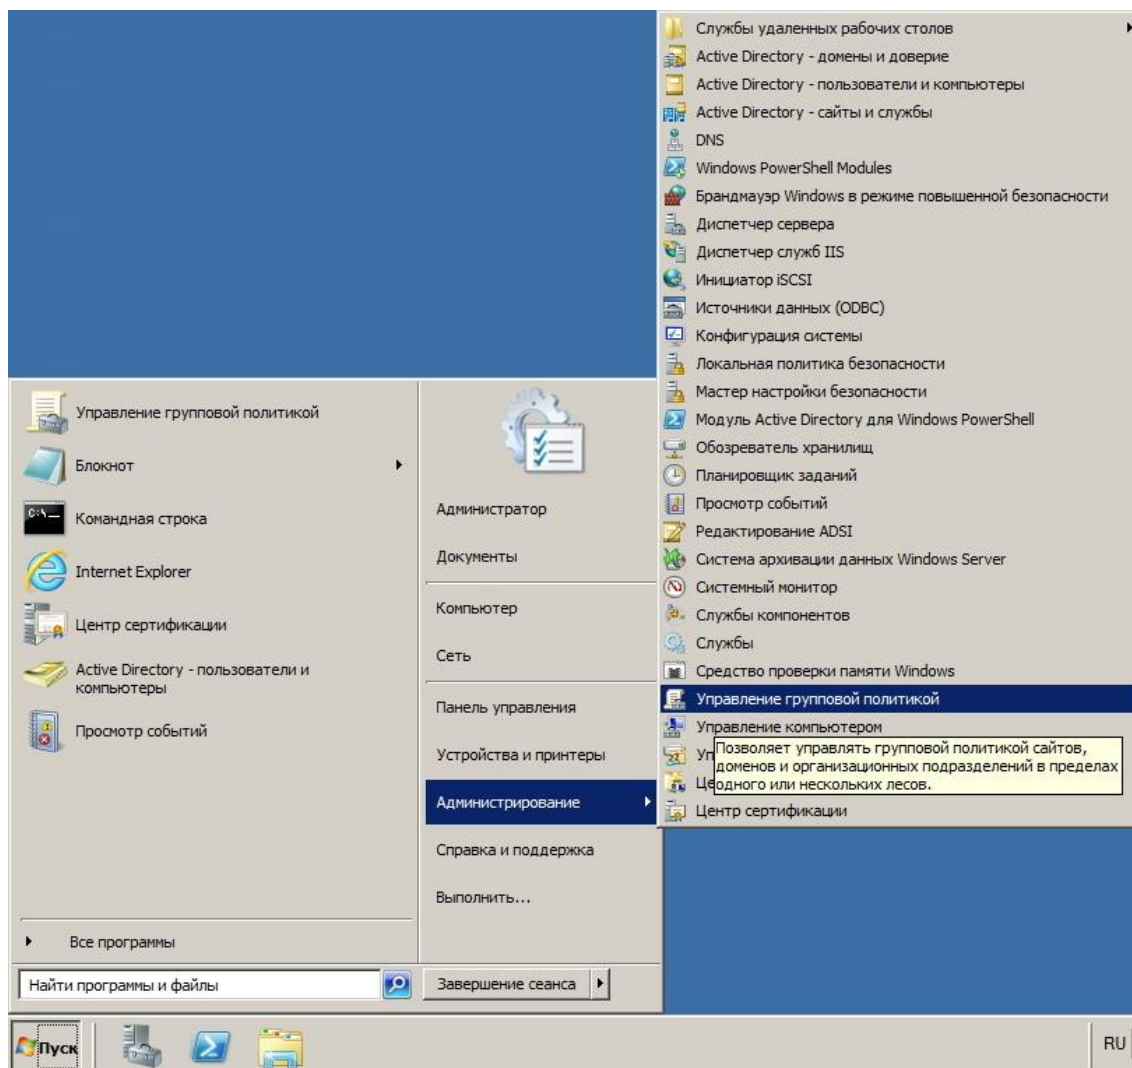 Службы удаленных рабочих столов
Active Directory - домены и доверие
Active Directory - пользователи и компьютеры
Active Directory - сайты и службы
DNS
Windows PowerShell Modules
Брандмауэр Windows в режиме повышенной безопасности
Диспетчер сервера
Диспетчер служб IIS
Инициатор iSCSI
Источники данных (ODBC)
Конфигурация системы
Локальная политика безопасности
Мастер настройки безопасности
Модуль Active Directory для Windows PowerShell
Обозреватель хранилищ
Планировщик заданий
Просмотр событий
Редактирование ADSI
Система архивации данных Windows Server
Системный монитор
Службы компонентов
Службы
Средство проверки памяти Windows
Управление групповой политикой
Управление компьютером
Позволяет управлять групповой политикой сайтов,
доменов и организационных подразделений в пределах
одного или нескольких лесов.
Центр сертификации
Управление групповой политикой
Блокнот
Командная строка
Internet Explorer
Центр сертификации
Active Directory - пользователи и
компьютеры
Просмотр событий
Все программы
Найти программы и файлы
Администратор
Документы
Компьютер
Сеть
Панель управления
Устройства и принтеры
Администрирование
Справка и поддержка
Выполнить...
Завершение сеанса
Пуск
RU